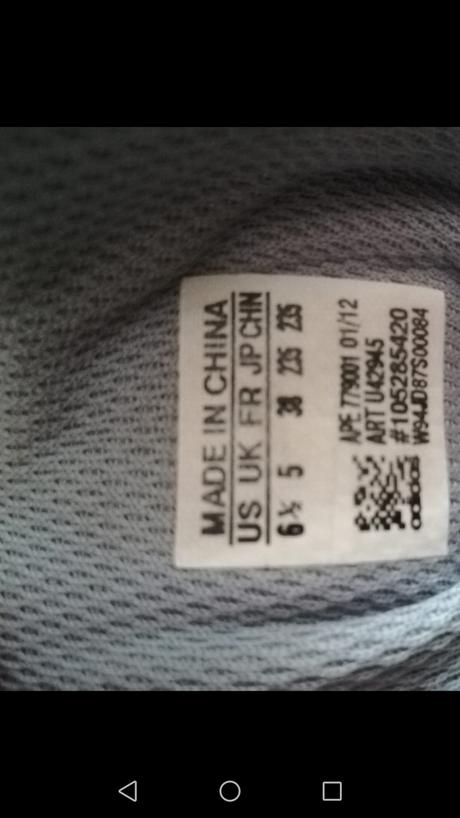 MADE IN CHINA
US UK FR JP CHN
6½ 5 38 235 235
APE 779001 01/12
ART U42945
#105285420
W94JD87S00084
adidas